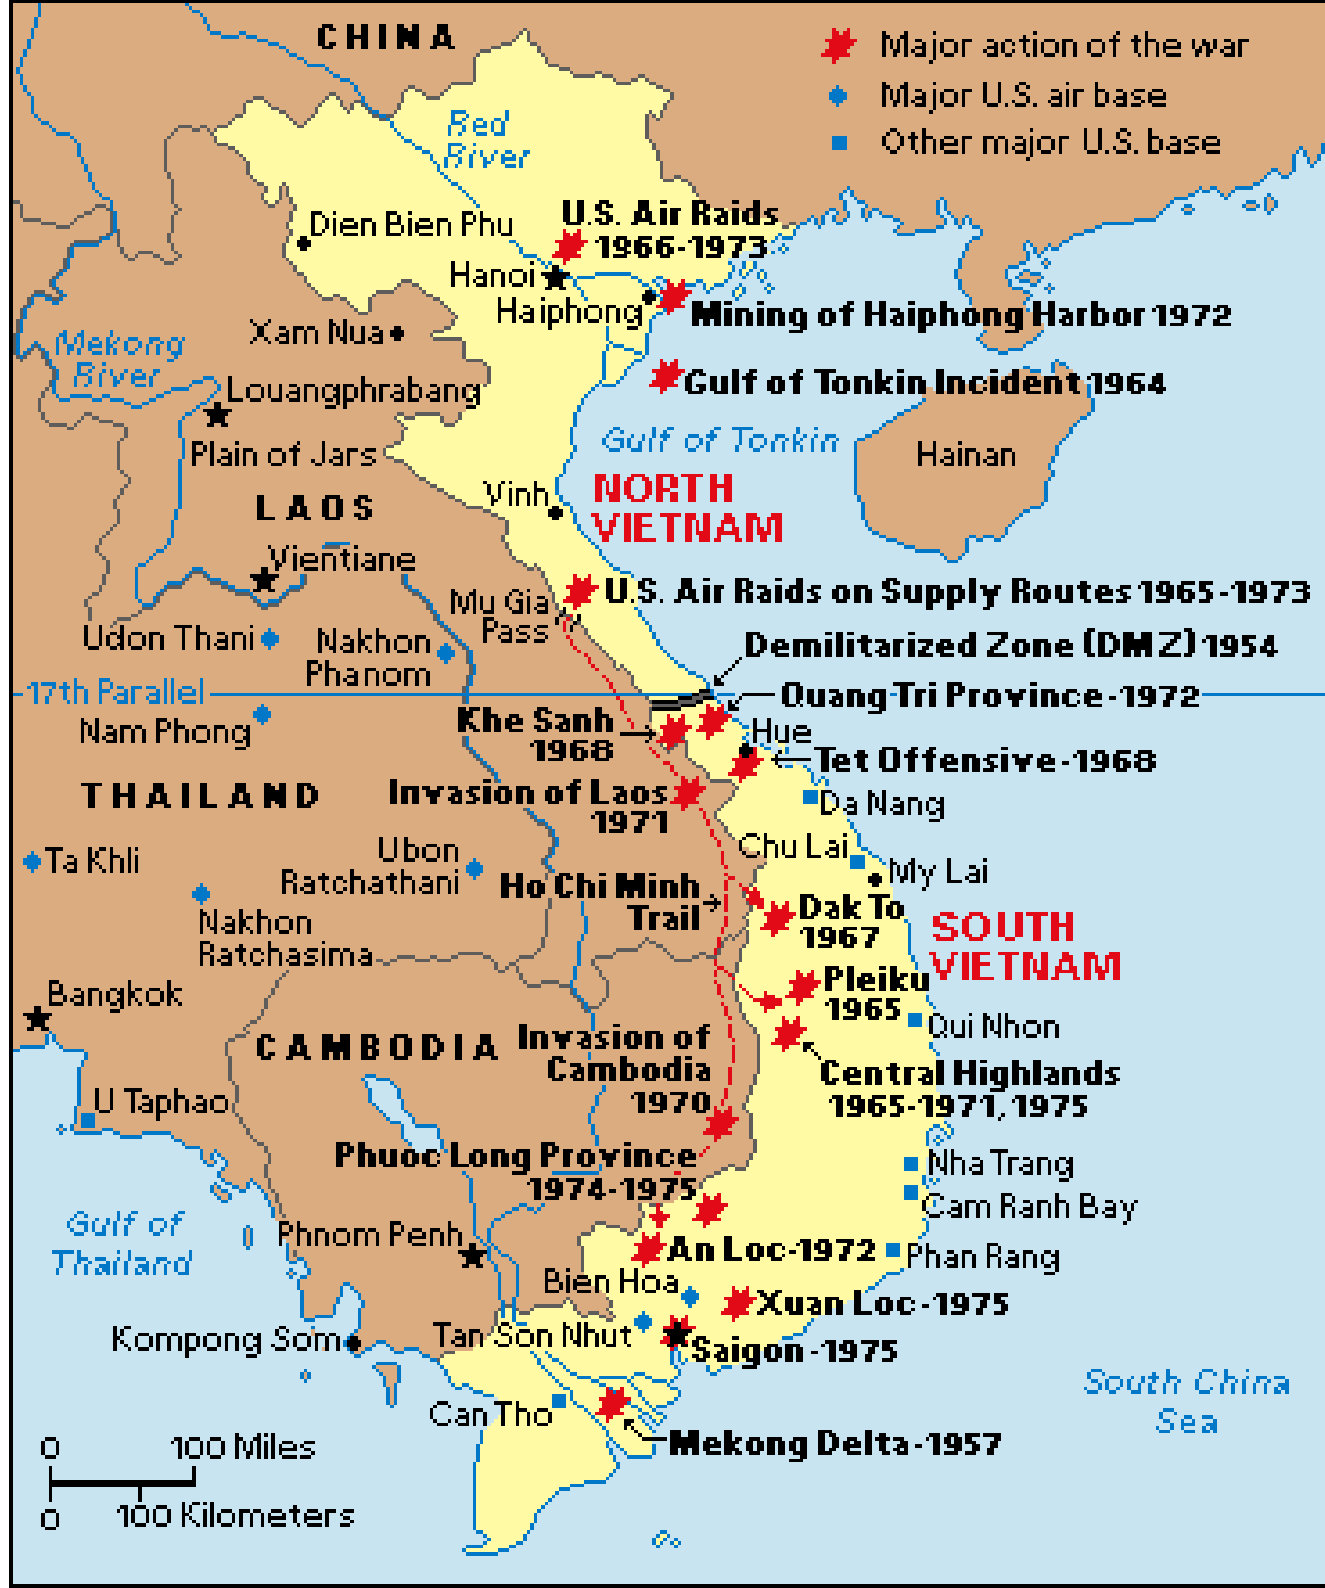 CHINA
Major action of the war
Major U.S. air base
Other major U.S. base
Bed
River
Dien Bien Phu
U.S. Air Raids
1966-1973
Hanoi
Haiphong
Mining of Haiphong Harbor 1972
Xam Nua
Mekong
River
Louangphrabang
Gulf of Tonkin Incident 1964
Plain of Jars
Gulf of Tonkin
Hainan
LAOS
Vinh
NORTH
VIETNAM
Vientiane
Mu Gia
Pass
U.S. Air Raids on Supply Routes 1965-1973
Udon Thani
Nakhon
Phanom
Demilitarized Zone (DMZ) 1954
17th Parallel
Quang Tri Province-1972
Nam Phong
Khe Sanh
1968
Hue
Tet Offensive-1968
THAILAND
Invasion of Laos
1971
Da Nang
Ta Khli
Ubon
Ratchathani
Chu Lai
My Lai
Nakhon
Ratchasima
Ho Chi Minh
Trail
Dak To
1967
SOUTH
VIETNAM
Bangkok
Pleiku
1965
Qui Nhon
CAMBODIA
Invasion of
Cambodia
1970
Central Highlands
1965-1971, 1975
U Taphao
Phuoc Long Province
1974-1975
Nha Trang
Cam Ranh Bay
Gulf of
Thailand
Phnom Penh
An Loc-1972
Phan Rang
Bien Hoa
Xuan Loc-1975
Kompong Som
Tan Son Nhut
Saigon-1975
South China
Sea
Can Tho
Mekong Delta-1957
0 100 Miles
0 100 Kilometers